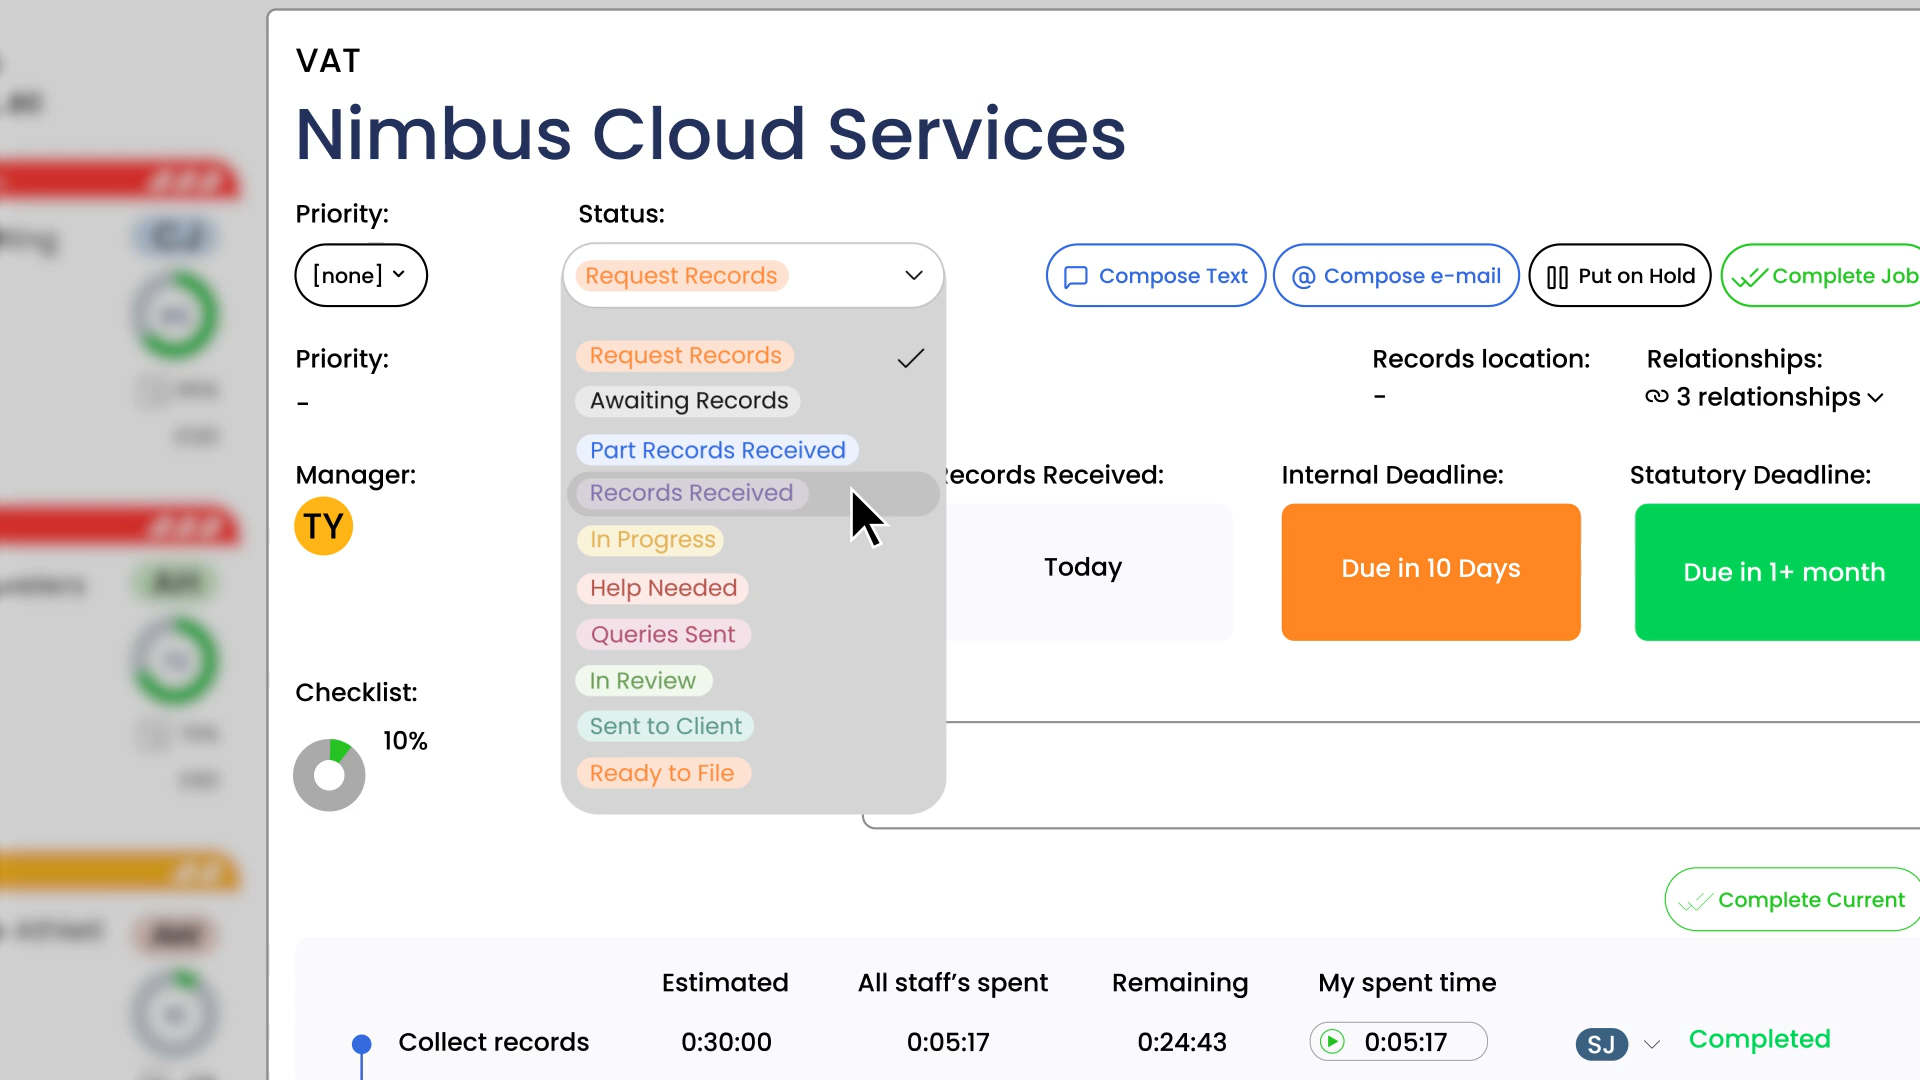 VAT
Nimbus Cloud Services
Priority:
Status:
[none]
Request Records
Compose Text
@ Compose e-mail
Put on Hold
Complete Job
Request Records
Awaiting Records
Part Records Received
Records Received
In Progress
Help Needed
Queries Sent
In Review
Sent to Client
Ready to File
Priority:
-
Records location:
-
Relationships:
3 relationships
Manager:
TY
Records Received:
Today
Internal Deadline:
Due in 10 Days
Statutory Deadline:
Due in 1+ month
Checklist:
10%
Complete Current
Estimated
All staff's spent
Remaining
My spent time
Collect records
0:30:00
0:05:17
0:24:43
0:05:17
SJ
Completed
CJ
AH